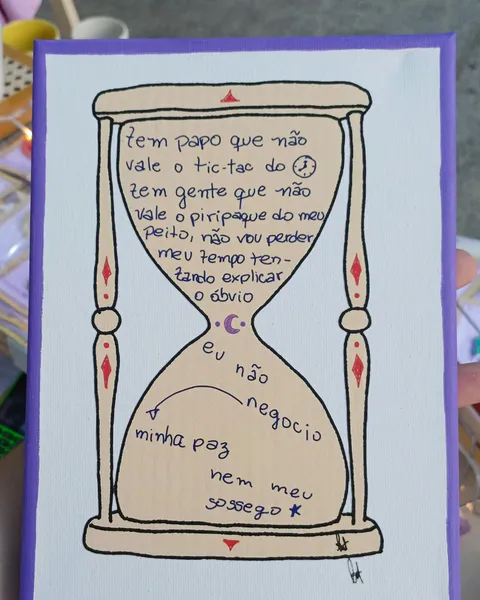 tem papo que não
vale o tic-tac do
tem gente que não
vale o piripaque do meu
peito, não vou perder
meu tempo ten-
tando explicar
o óbvio
eu não
negocio
minha paz
nem meu
sossego